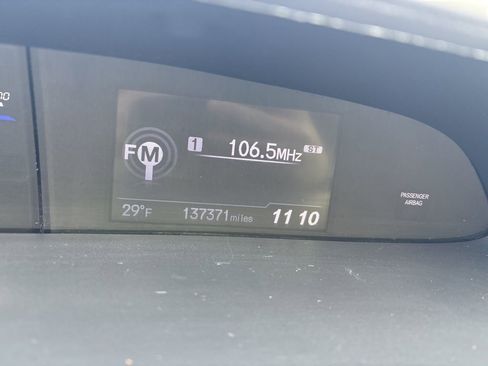 FM 1 106.5MHz ST
PASSENGER
AIRBAG
29°F 137371miles 11 10